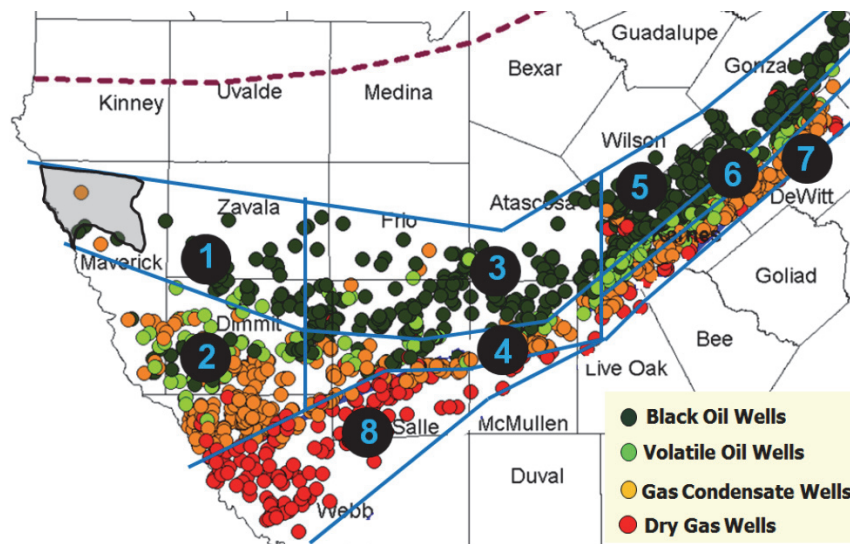 Guadalupe
Bexar
Gonza
Kinney
Uvalde
Medina
Wilson
Zavala
Frio
Atascosa
5
6
7
DeWitt
1
3
Maverick
Goliad
Dimmit
2
4
Bee
Live Oak
8
Salle
McMullen
Duval
Webb
Black Oil Wells
Volatile Oil Wells
Gas Condensate Wells
Dry Gas Wells